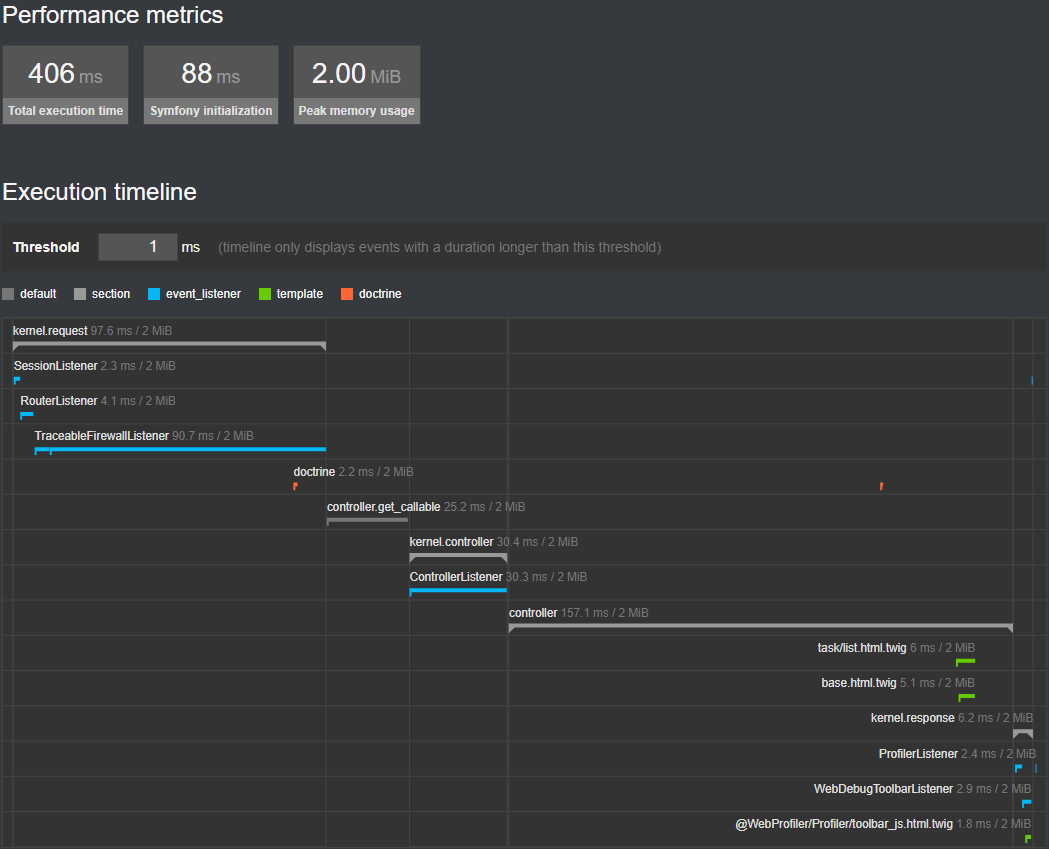 Performance metrics
406 ms
88 ms
2.00 MiB
Total execution time
Symfony initialization
Peak memory usage
Execution timeline
Threshold 1 ms (timeline only displays events with a duration longer than this threshold)
default section event_listener template doctrine
kernel.request 97.6 ms / 2 MiB
SessionListener 2.3 ms / 2 MiB
RouterListener 4.1 ms / 2 MiB
TraceableFirewallListener 90.7 ms / 2 MiB
doctrine 2.2 ms / 2 MiB
controller.get_callable 25.2 ms / 2 MiB
kernel.controller 30.4 ms / 2 MiB
ControllerListener 30.3 ms / 2 MiB
controller 157.1 ms / 2 MiB
task/list.html.twig 6 ms / 2 MiB
base.html.twig 5.1 ms / 2 MiB
kernel.response 6.2 ms / 2 MiB
ProfilerListener 2.4 ms / 2 MiB
WebDebugToolbarListener 2.9 ms / 2 MiB
@WebProfiler/Profiler/toolbar_js.html.twig 1.8 ms / 2 MiB